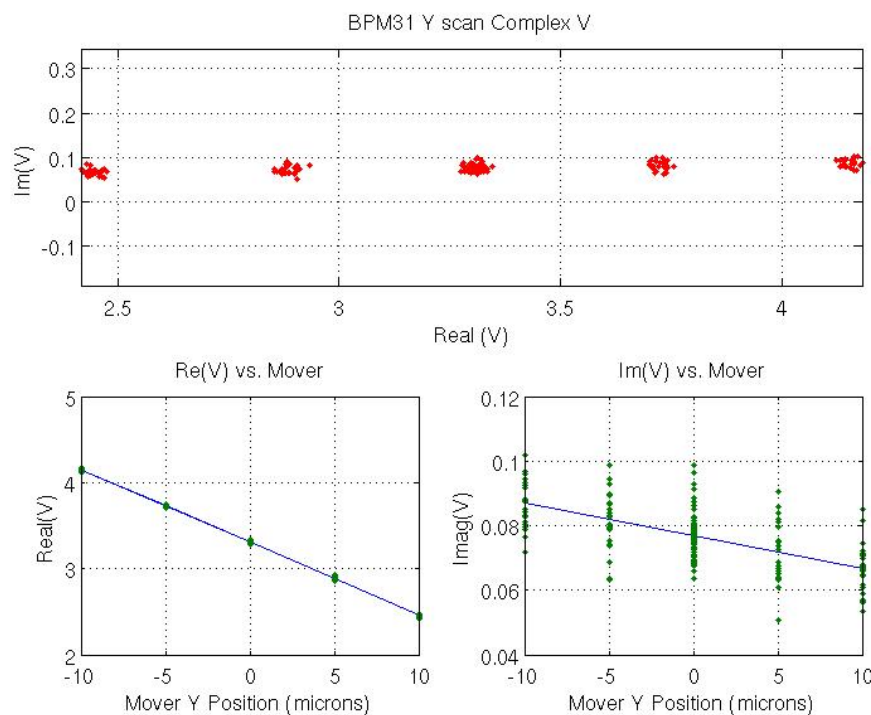 BPM31 Y scan Complex V
0.3
0.2
0.1
0
-0.1
Im(V)
2.5 3 3.5 4
Real (V)
Re(V) vs. Mover
5
4
3
2
Real(V)
-10 -5 0 5 10
Mover Y Position (microns)
Im(V) vs. Mover
0.12
0.1
0.08
0.06
0.04
Imag(V)
-10 -5 0 5 10
Mover Y Position (microns)